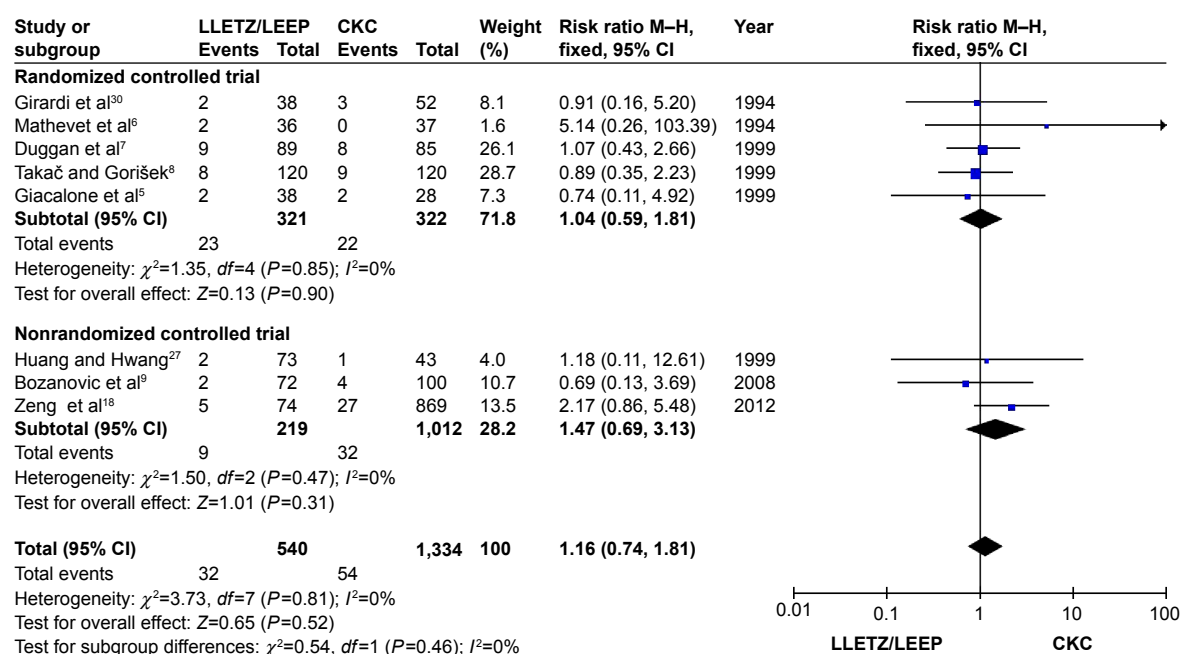 Study or LLETZ/LEEP CKC Weight Risk ratio M–H, Year Risk ratio M–H,
subgroup Events Total Events Total (%) fixed, 95% CI fixed, 95% CI
Randomized controlled trial
Girardi et al³⁰ 2 38 3 52 8.1 0.91 (0.16, 5.20) 1994
Mathevet et al⁶ 2 36 0 37 1.6 5.14 (0.26, 103.39) 1994
Duggan et al⁷ 9 89 8 85 26.1 1.07 (0.43, 2.66) 1999
Takač and Gorišek⁸ 8 120 9 120 28.7 0.89 (0.35, 2.23) 1999
Giacalone et al⁵ 2 38 2 28 7.3 0.74 (0.11, 4.92) 1999
Subtotal (95% CI) 321 322 71.8 1.04 (0.59, 1.81)
Total events 23 22
Heterogeneity: χ²=1.35, df=4 (P=0.85); I²=0%
Test for overall effect: Z=0.13 (P=0.90)
Nonrandomized controlled trial
Huang and Hwang²⁷ 2 73 1 43 4.0 1.18 (0.11, 12.61) 1999
Bozanovic et al⁹ 2 72 4 100 10.7 0.69 (0.13, 3.69) 2008
Zeng et al¹⁸ 5 74 27 869 13.5 2.17 (0.86, 5.48) 2012
Subtotal (95% CI) 219 1,012 28.2 1.47 (0.69, 3.13)
Total events 9 32
Heterogeneity: χ²=1.50, df=2 (P=0.47); I²=0%
Test for overall effect: Z=1.01 (P=0.31)
Total (95% CI) 540 1,334 100 1.16 (0.74, 1.81)
Total events 32 54
Heterogeneity: χ²=3.73, df=7 (P=0.81); I²=0%
Test for overall effect: Z=0.65 (P=0.52)
Test for subgroup differences: χ²=0.54, df=1 (P=0.46); I²=0%
0.01 0.1 1 10 100
LLETZ/LEEP CKC